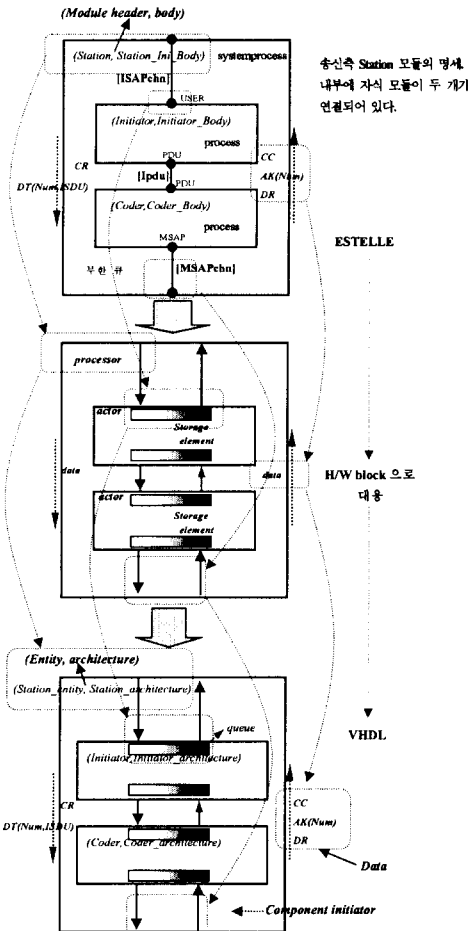 (Module header, body)
(Station, Station_Ini_Body) systemprocess
[ISAPchn]
송신측 Station 모듈의 명세.
내부에 자식 모듈이 두 개가
연결되어 있다.
USER
(Initiator,Initiator_Body)
process
CR
DT(Num,ISDU)
PDU
[Ipdu]
PDU
CC
AK(Num)
DR
(Coder,Coder_Body)
process
MSAP
ESTELLE
부한 큐
[MSAPchn]
processor
actor
Storage
element
data
data
H/W block 으로
대응
actor
Storage
element
(Entity, architecture)
(Station_entity, Station_architecture)
queue
VHDL
(Initiator,Initiator_architecture)
CR
DT(Num,ISDU)
CC
AK(Num)
DR
(Coder,Coder_architecture)
Data
Component initiator